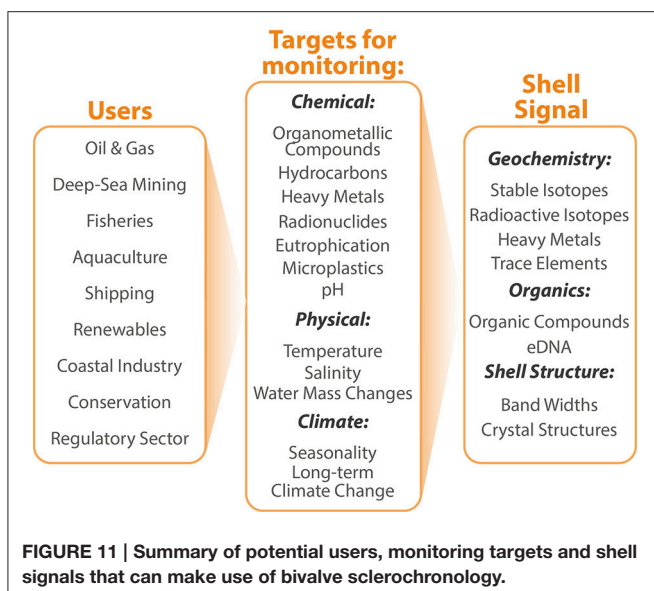 Users
Oil & Gas
Deep-Sea Mining
Fisheries
Aquaculture
Shipping
Renewables
Coastal Industry
Conservation
Regulatory Sector
Targets for
monitoring:
Chemical:
Organometallic
Compounds
Hydrocarbons
Heavy Metals
Radionuclides
Eutrophication
Microplastics
pH
Physical:
Temperature
Salinity
Water Mass Changes
Climate:
Seasonality
Long-term
Climate Change
Shell
Signal
Geochemistry:
Stable Isotopes
Radioactive Isotopes
Heavy Metals
Trace Elements
Organics:
Organic Compounds
eDNA
Shell Structure:
Band Widths
Crystal Structures
FIGURE 11 | Summary of potential users, monitoring targets and shell
signals that can make use of bivalve sclerochronology.